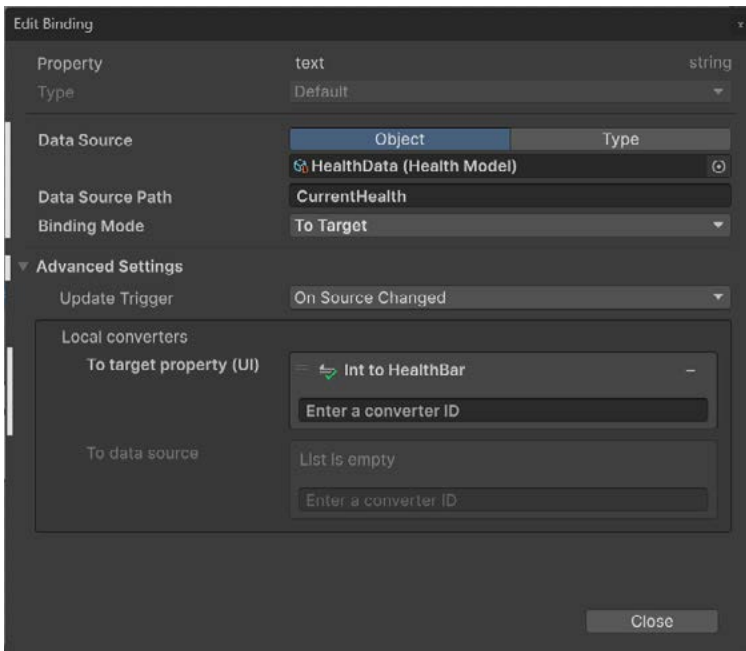 Edit Binding
Property text string
Type Default
Data Source Object Type
HealthData (Health Model)
Data Source Path CurrentHealth
Binding Mode To Target
Advanced Settings
Update Trigger On Source Changed
Local converters
To target property (UI) Int to HealthBar
Enter a converter ID
To data source List is empty
Enter a converter ID
Close